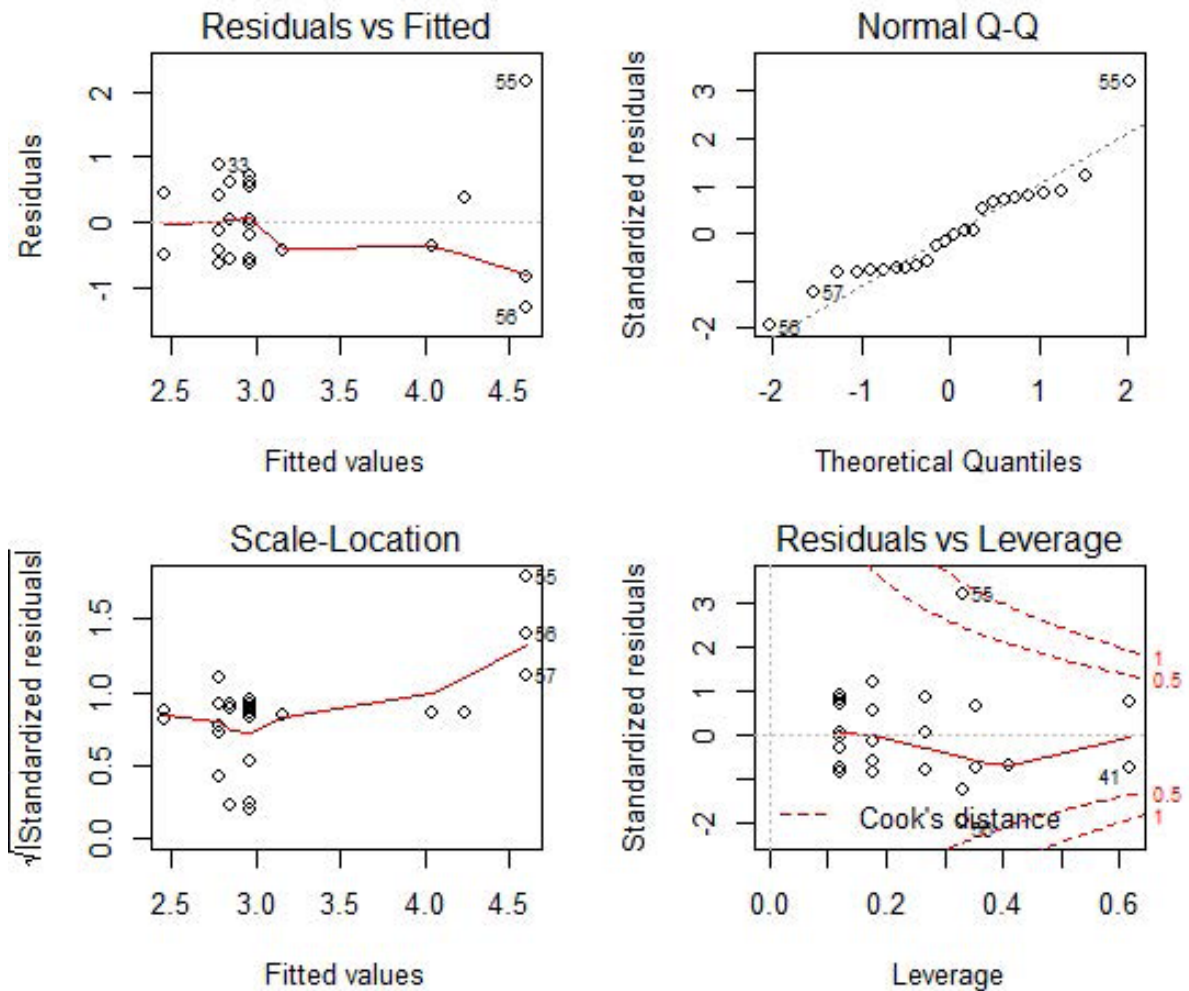 Residuals vs Fitted
Residuals
2
1
0
-1
55
33
56
2.5 3.0 3.5 4.0 4.5
Fitted values
Normal Q-Q
Standardized residuals
3
2
1
0
-2
55
57
56
-2 -1 0 1 2
Theoretical Quantiles
Scale-Location
√|Standardized residuals|
1.5
1.0
0.5
0.0
55
56
57
2.5 3.0 3.5 4.0 4.5
Fitted values
Residuals vs Leverage
Standardized residuals
3
2
1
0
-2
55
41
1
0.5
0.5
1
Cook's distance
0.0 0.2 0.4 0.6
Leverage